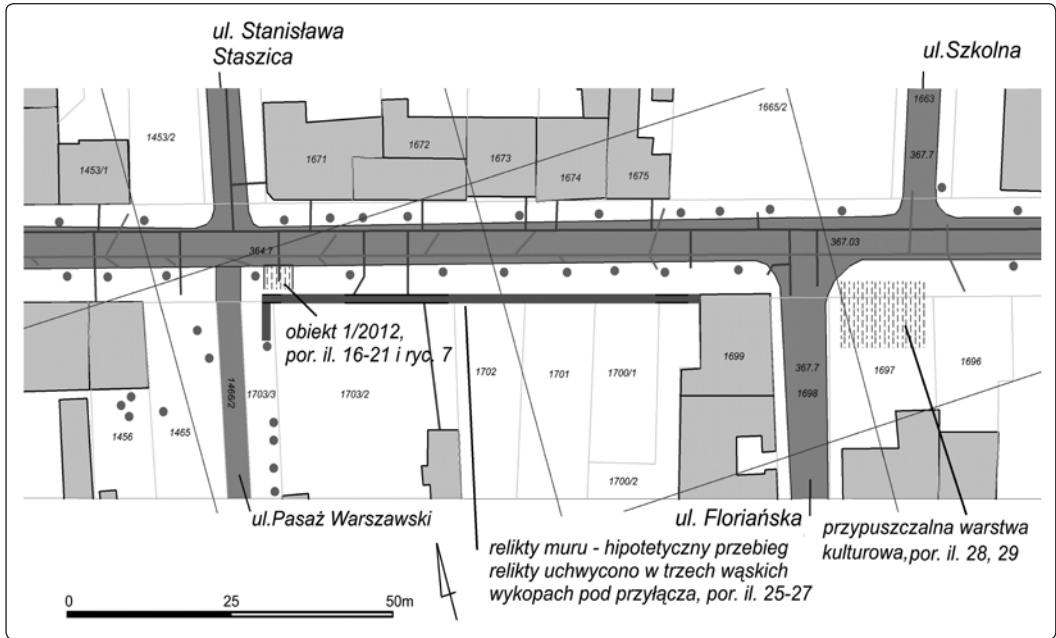 ul. Stanisława
Staszica
ul.Szkolna
1663
1665/2
1453/2
1671
1672
1673
1674
1675
1453/1
367.7
364.7
367.03
obiekt 1/2012,
por. il. 16-21 i ryc. 7
1699
367.7
1698
1697
1696
1702
1701
1700/1
1703/3
1703/2
1466/2
1456
1465
1700/2
ul.Pasaż Warszawski
ul. Floriańska
przypuszczalna warstwa
kulturowa,por. il. 28, 29
relikty muru - hipotetyczny przebieg
relikty uchwycono w trzech wąskich
wykopach pod przyłącza, por. il. 25-27
0 25 50m